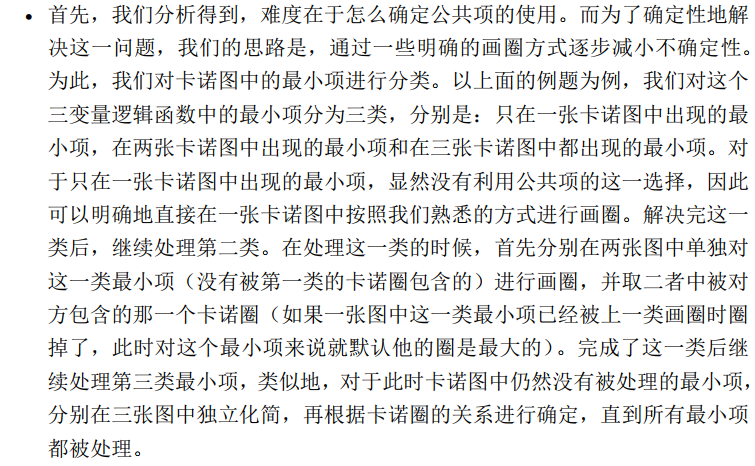 • 首先，我们分析得到，难度在于怎么确定公共项的使用。而为了确定性地解
决这一问题，我们的思路是，通过一些明确的画圈方式逐步减小不确定性。
为此，我们对卡诺图中的最小项进行分类。以上面的例题为例，我们对这个
三变量逻辑函数中的最小项分为三类，分别是：只在一张卡诺图中出现的最
小项，在两张卡诺图中出现的最小项和在三张卡诺图中都出现的最小项。对
于只在一张卡诺图中出现的最小项，显然没有利用公共项的这一选择，因此
可以明确地直接在一张卡诺图中按照我们熟悉的方式进行画圈。解决完这一
类后，继续处理第二类。在处理这一类的时候，首先分别在两张图中单独对
这一类最小项（没有被第一类的卡诺圈包含的）进行画圈，并取二者中被对
方包含的那一个卡诺圈（如果一张图中这一类最小项已经被上一类画圈时圈
掉了，此时对这个最小项来说就默认他的圈是最大的）。完成了这一类后继
续处理第三类最小项，类似地，对于此时卡诺图中仍然没有被处理的最小项，
分别在三张图中独立化简，再根据卡诺圈的关系进行确定，直到所有最小项
都被处理。